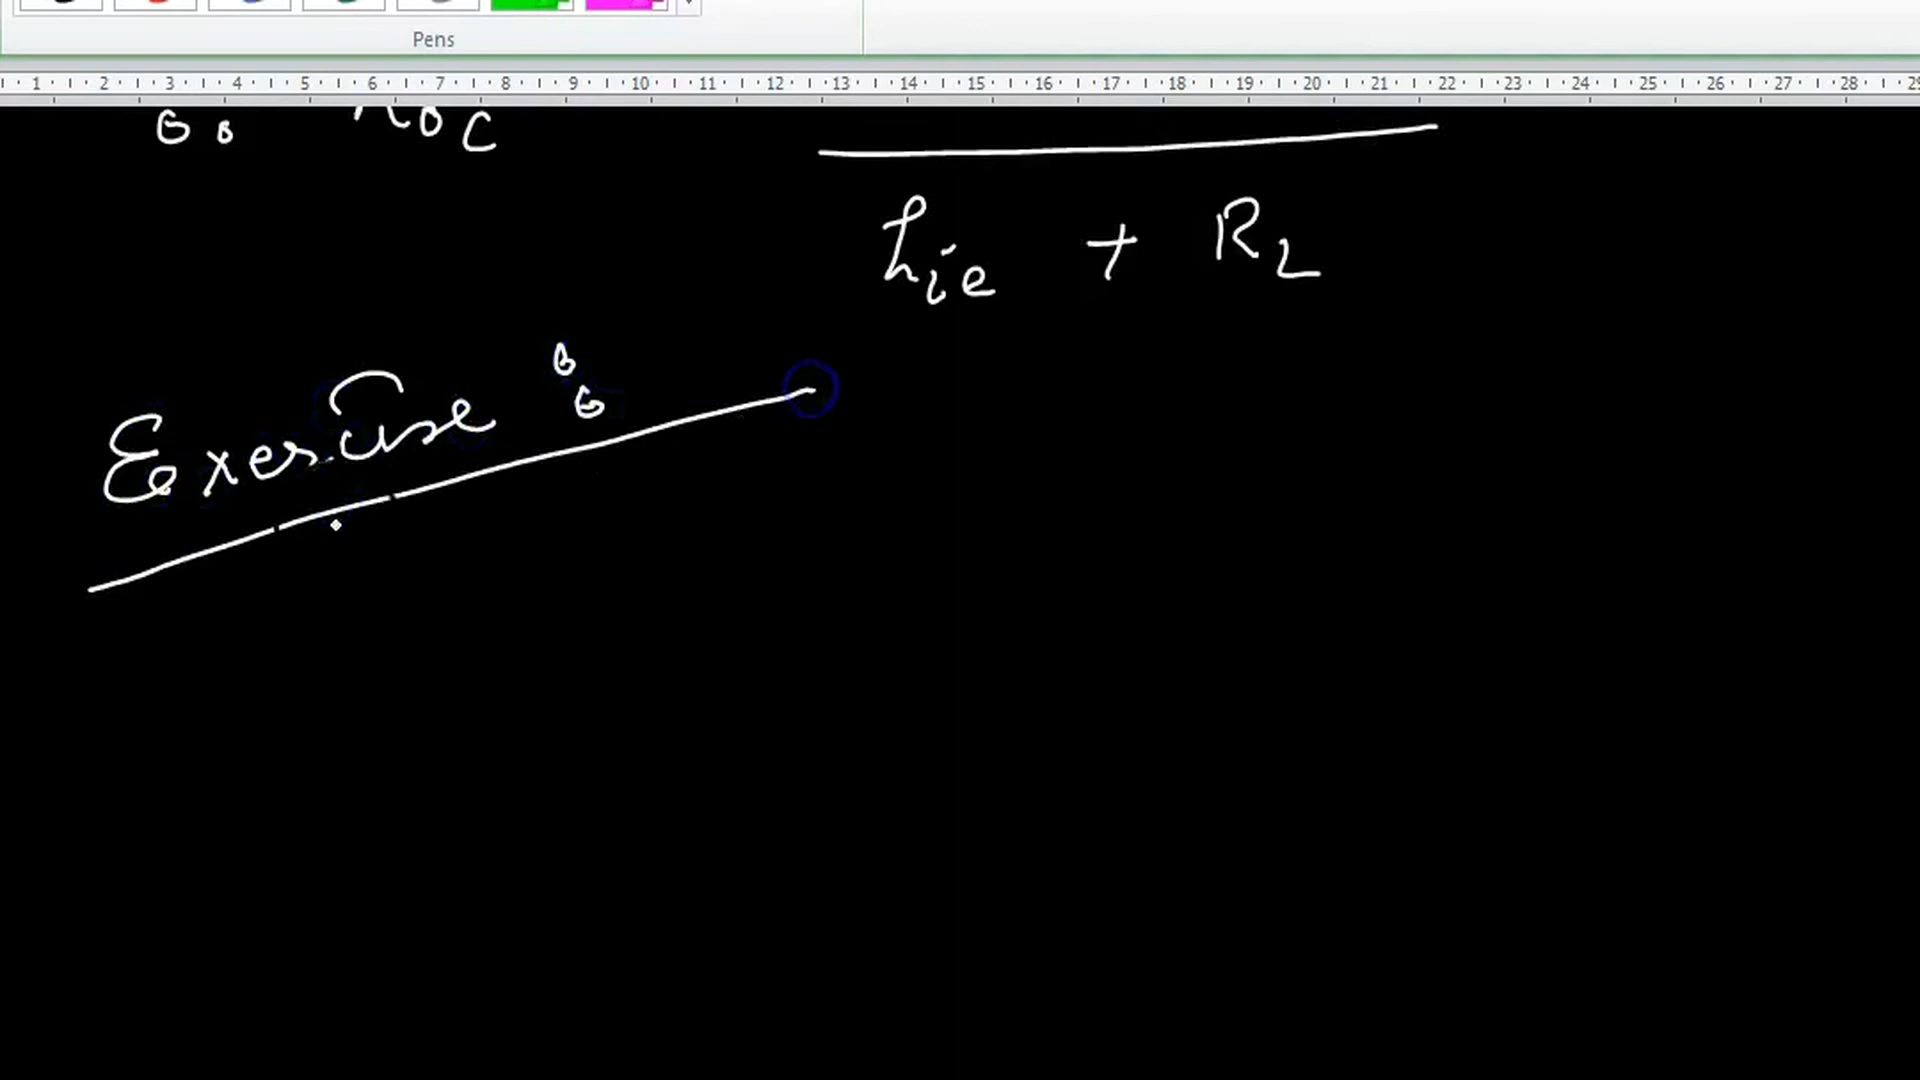 Pens
1 2 3 4 5 6 7 8 9 10 11 12 13 14 15 16 17 18 19 20 21 22 23 24 25 26 27 28 29
hie + R2
Exercise :